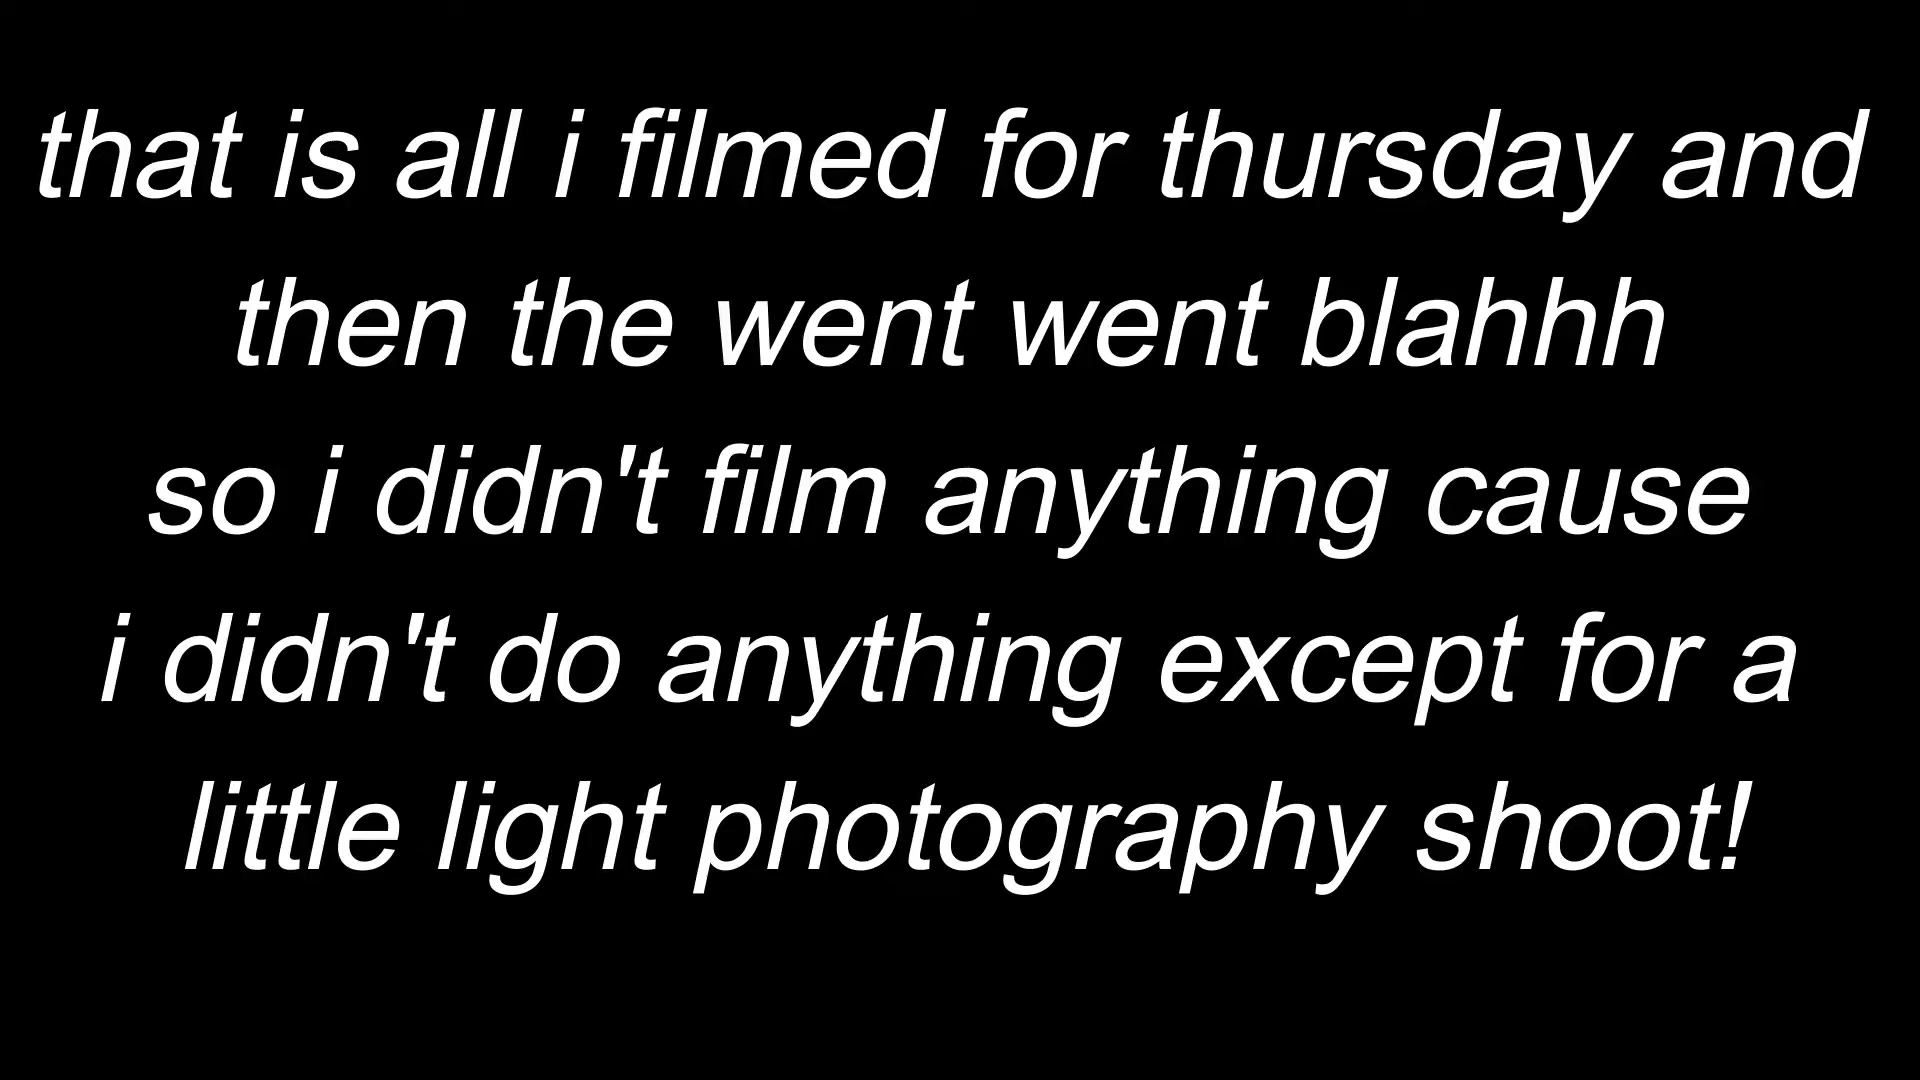 that is all i filmed for thursday and
then the went went blahhh
so i didn't film anything cause
i didn't do anything except for a
little light photography shoot!